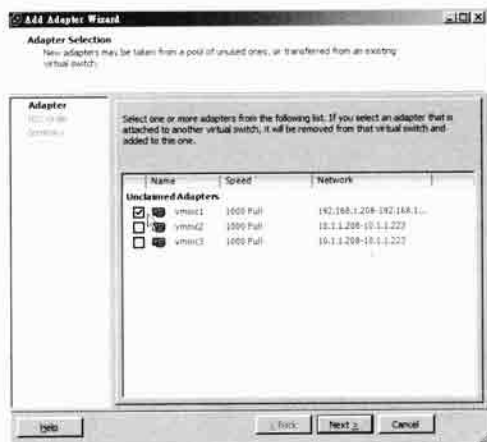 Add Adapter Wizard
Adapter Selection
New adapters may be taken from a pool of unused ones, or transferred from an existing
virtual switch.
Adapter
Select one or more adapters from the following list. If you select an adapter that is
attached to another virtual switch, it will be removed from that virtual switch and
added to this one.
Name Speed Network
Unclaimed Adapters
vmnic1 1000 Full 192.168.1.208-192.168.1...
vmnic2 1000 Full 10.1.1.208-10.1.1.223
vmnic3 1000 Full 10.1.1.208-10.1.1.223
Help < Back Next > Cancel